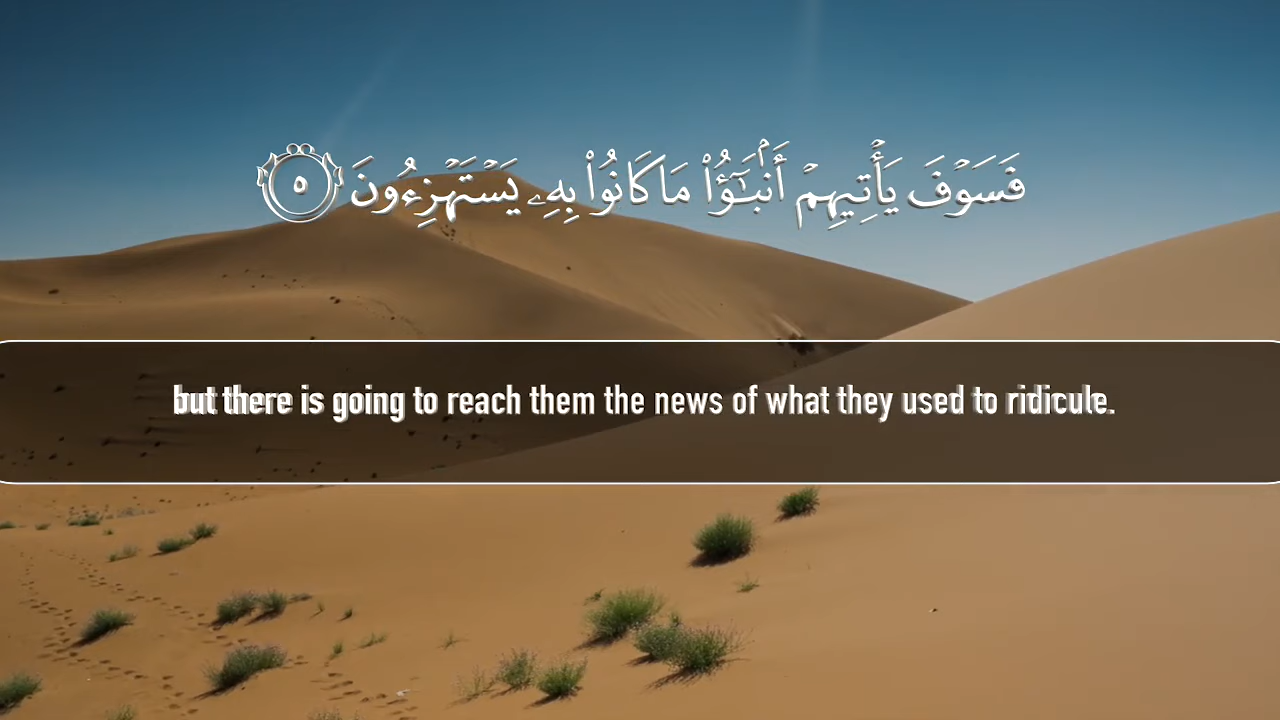 فَسَوْفَ يَأْتِيهِمْ أَنۢبَـٰٓؤُا۟ مَا كَانُوا۟ بِهِۦ يَسْتَهْزِءُونَ ٥
but there is going to reach them the news of what they used to ridicule.